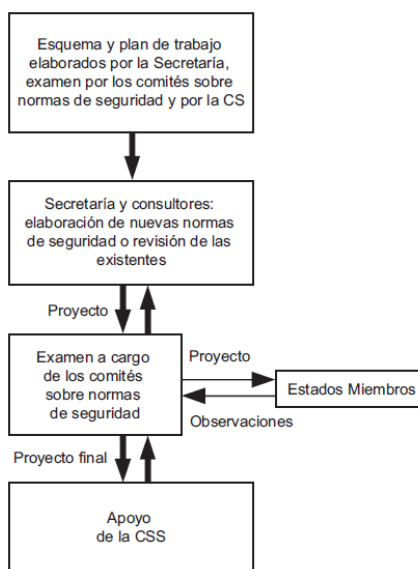 Esquema y plan de trabajo
elaborados por la Secretaría,
examen por los comités sobre
normas de seguridad y por la CS
Secretaría y consultores:
elaboración de nuevas normas
de seguridad o revisión de las
existentes
Proyecto
Examen a cargo
de los comités
sobre normas
de seguridad
Proyecto
Estados Miembros
Observaciones
Proyecto final
Apoyo
de la CSS